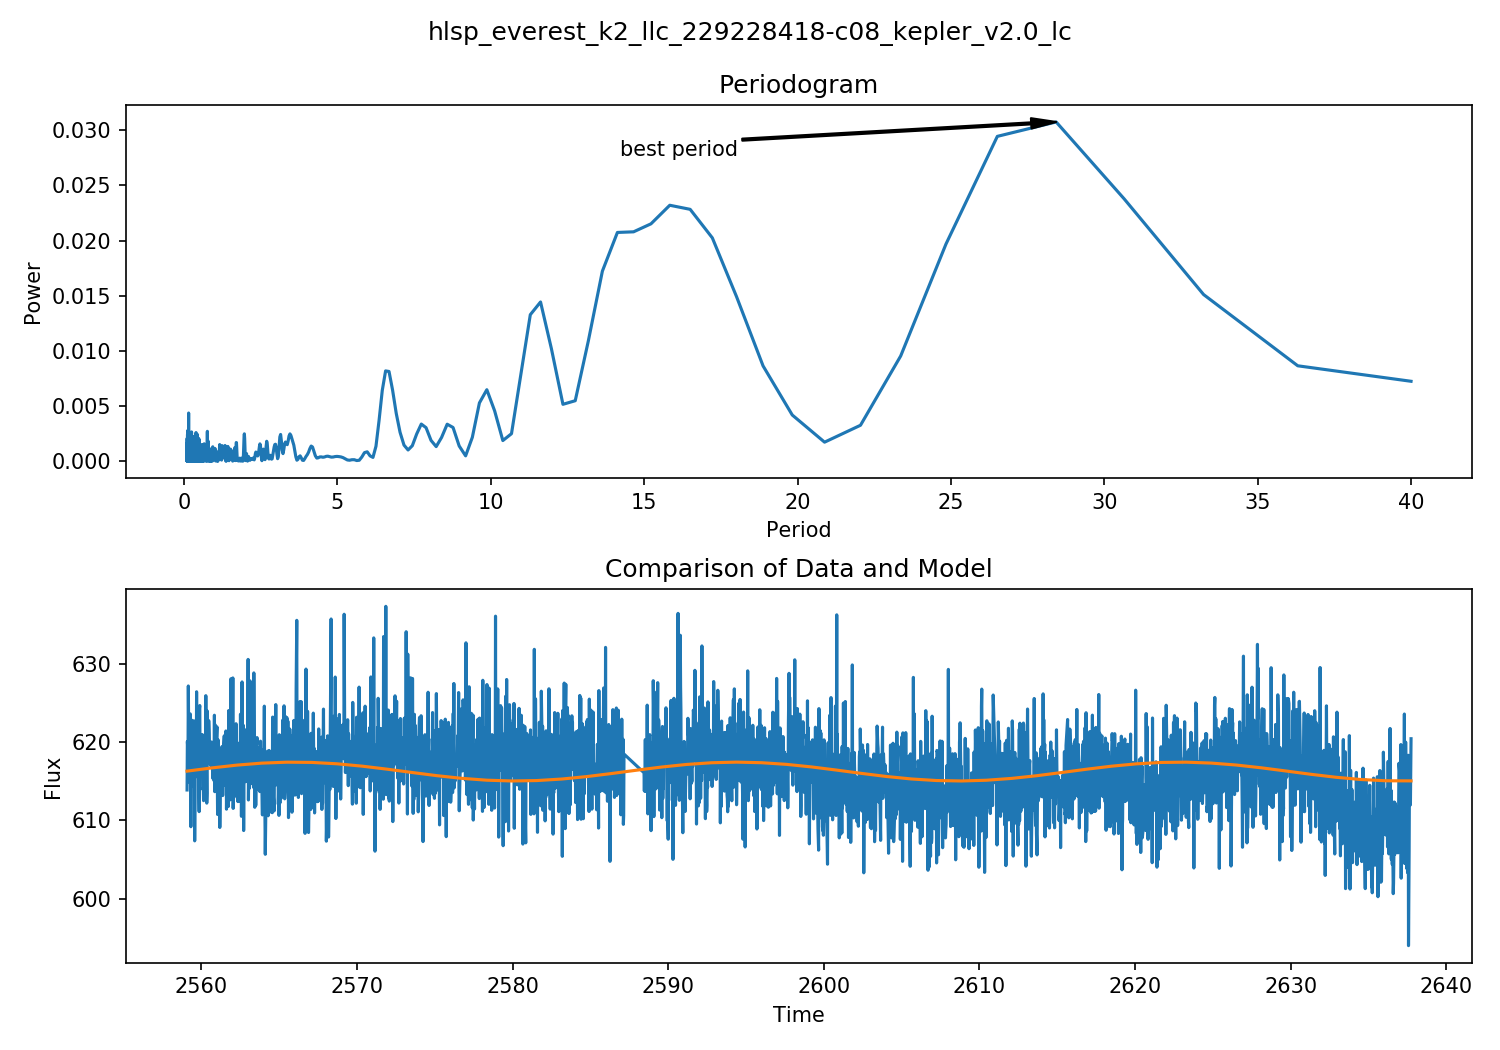 hlsp_everest_k2_llc_229228418-c08_kepler_v2.0_lc
Periodogram
0.030
0.025
0.020
0.015
0.010
0.005
0.000
Power
best period
0 5 10 15 20 25 30 35 40
Period
Comparison of Data and Model
630
620
610
600
Flux
2560 2570 2580 2590 2600 2610 2620 2630 2640
Time